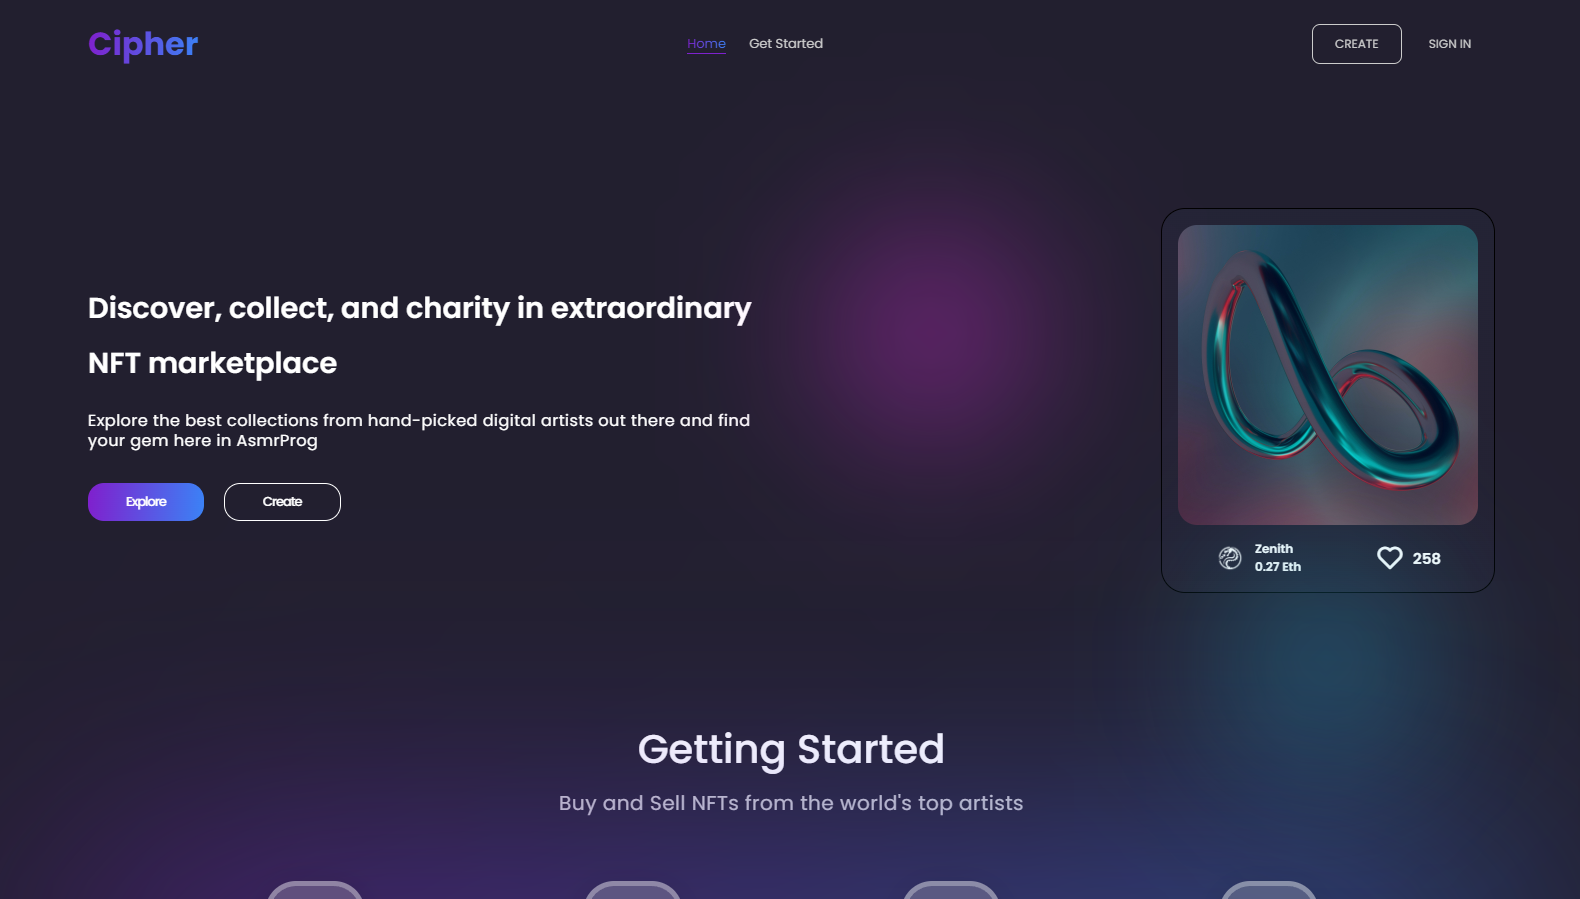 Cipher
Home
Get Started
CREATE
SIGN IN
Discover, collect, and charity in extraordinary
NFT marketplace
Explore the best collections from hand-picked digital artists out there and find
your gem here in AsmrProg
Explore
Create
Zenith
0.27 Eth
258
Getting Started
Buy and Sell NFTs from the world's top artists